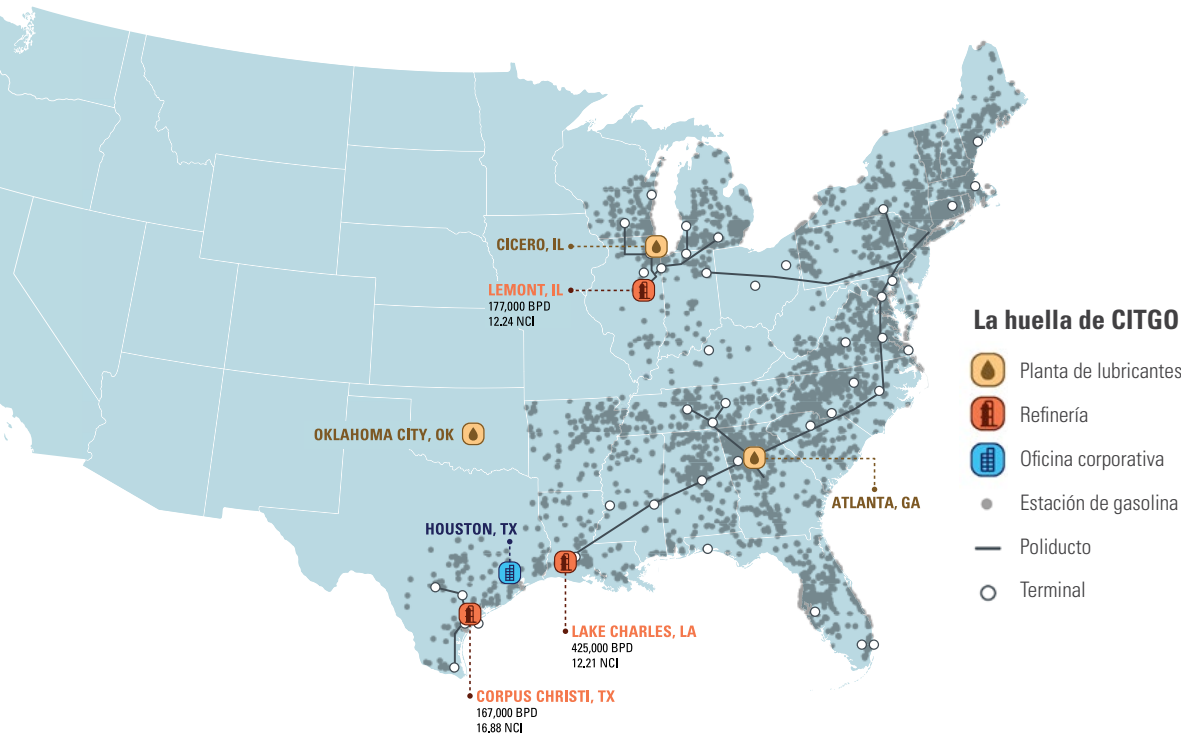 CICERO, IL
LEMONT, IL
177,000 BPD
12.24 NCI
OKLAHOMA CITY, OK
ATLANTA, GA
HOUSTON, TX
LAKE CHARLES, LA
425,000 BPD
12.21 NCI
CORPUS CHRISTI, TX
167,000 BPD
16.88 NCI
La huella de CITGO
Planta de lubricantes
Refinería
Oficina corporativa
Estación de gasolina
Poliducto
Terminal